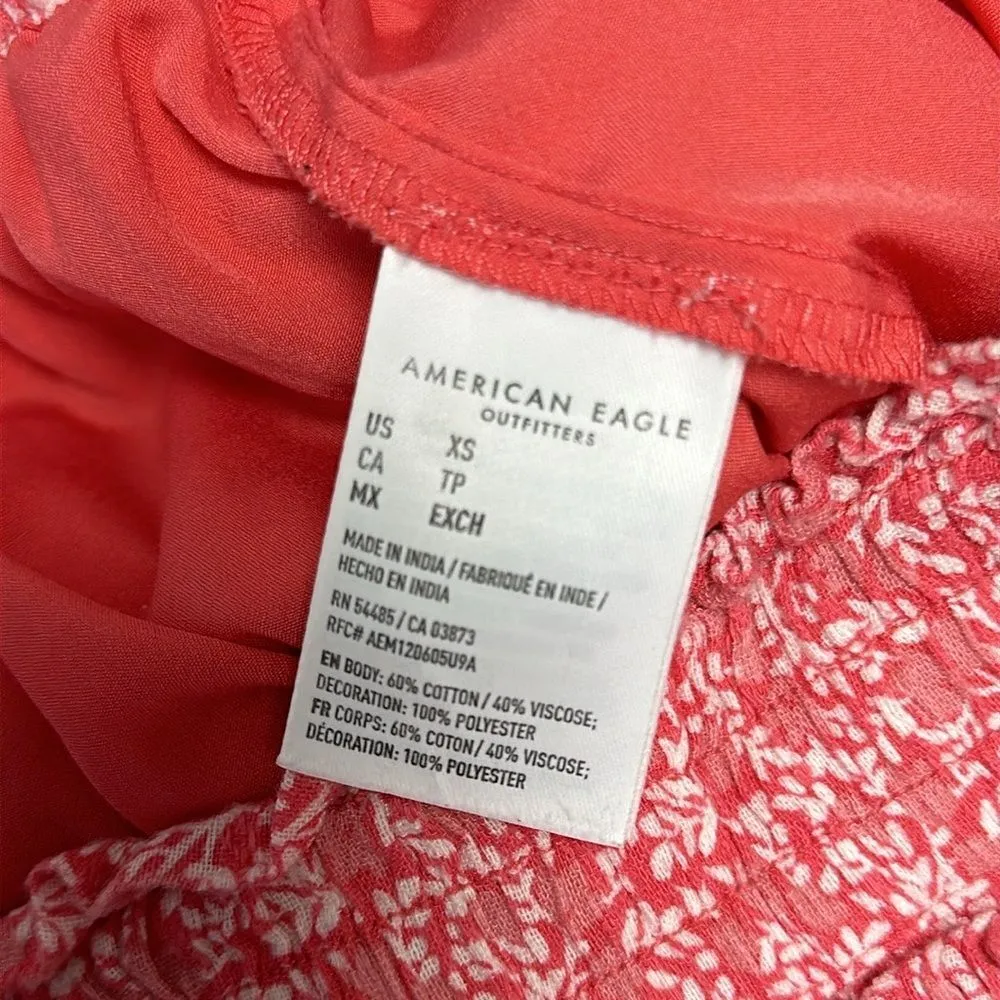 AMERICAN EAGLE
OUTFITTERS
US XS
CA TP
MX EXCH
MADE IN INDIA / FABRIQUÉ EN INDE /
HECHO EN INDIA
RN 54485 / CA 03873
RFC# AEM120605U9A
EN BODY: 60% COTTON / 40% VISCOSE;
DECORATION: 100% POLYESTER
FR CORPS: 60% COTON / 40% VISCOSE;
DÉCORATION: 100% POLYESTER